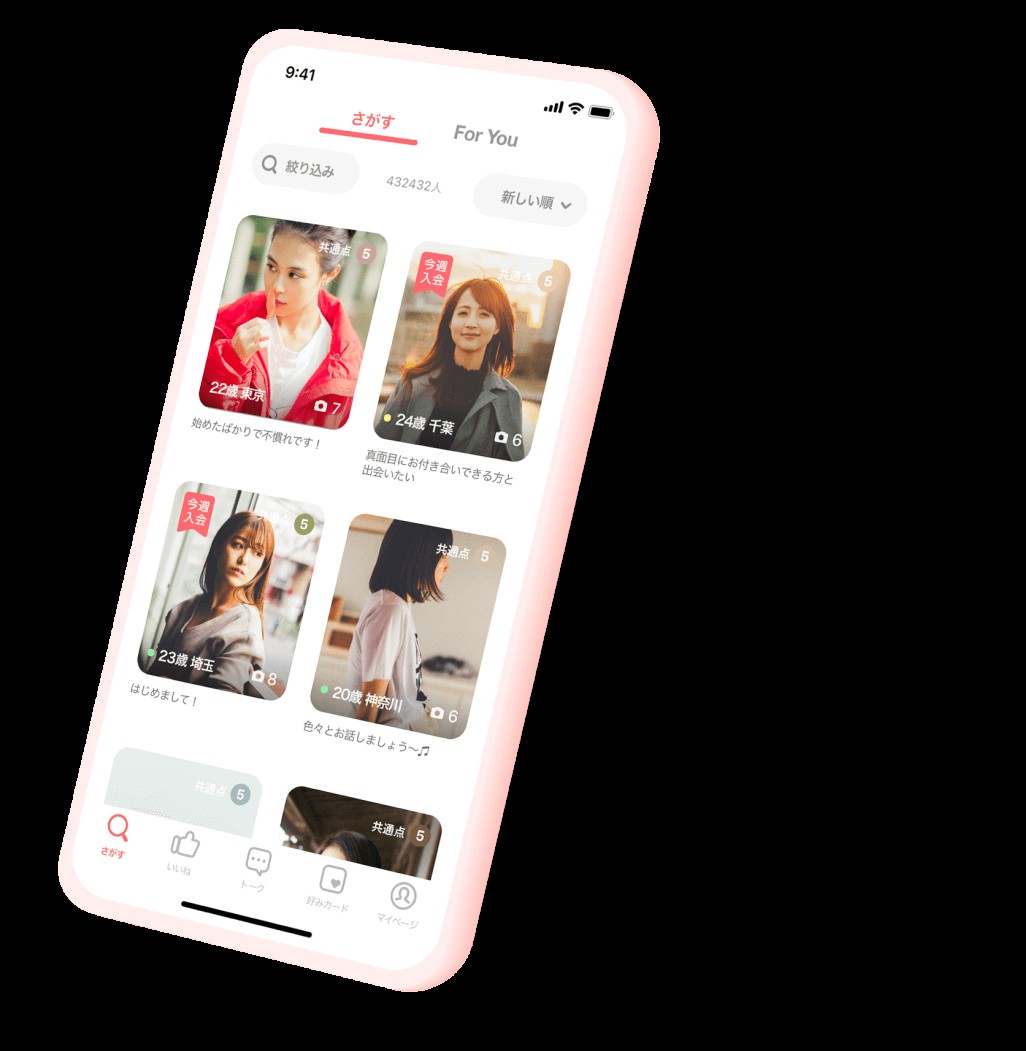 9:41
さがす
For You
絞り込み
432432人
新しい順
共通点 5
22歳 東京
7
始めたばかりで不慣れです！
今週
入会
共通点 5
24歳 千葉
6
真面目にお付き合いできる方と
出会いたい
今週
入会
5
23歳 埼玉
8
はじめまして！
共通点 5
20歳 神奈川
6
色々とお話しましょう〜♫
共通点 5
共通点 5
さがす
いいね
トーク
好みカード
マイページ